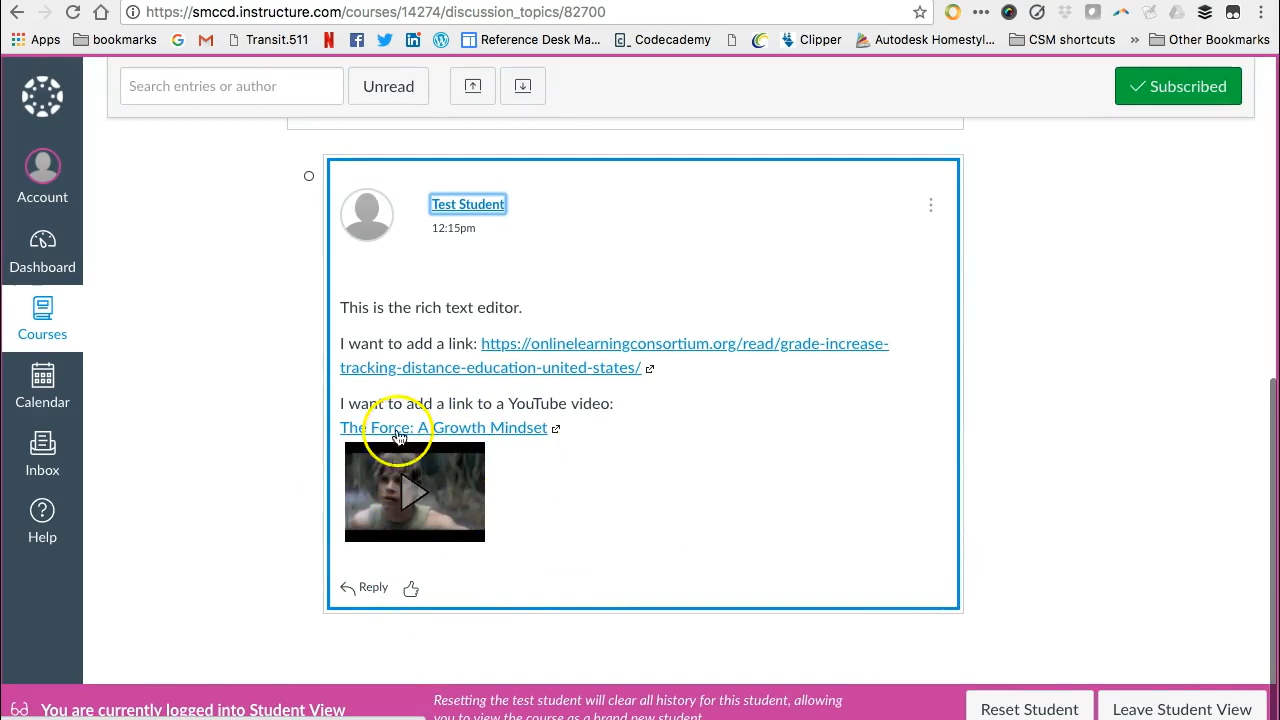 https://smccd.instructure.com/courses/14274/discussion_topics/82700
Apps bookmarks Transit.511 Reference Desk Ma... Codecademy Clipper Autodesk Homestyl... CSM shortcuts » Other Bookmarks
Search entries or author Unread Subscribed
Account
Dashboard
Courses
Calendar
Inbox
Help
Test Student
12:15pm
This is the rich text editor.
I want to add a link: https://onlinelearningconsortium.org/read/grade-increase-
tracking-distance-education-united-states/
I want to add a link to a YouTube video:
The Force: A Growth Mindset
Reply
You are currently logged into Student View
Resetting the test student will clear all history for this student, allowing
you to view the course as a brand new student.
Reset Student Leave Student View